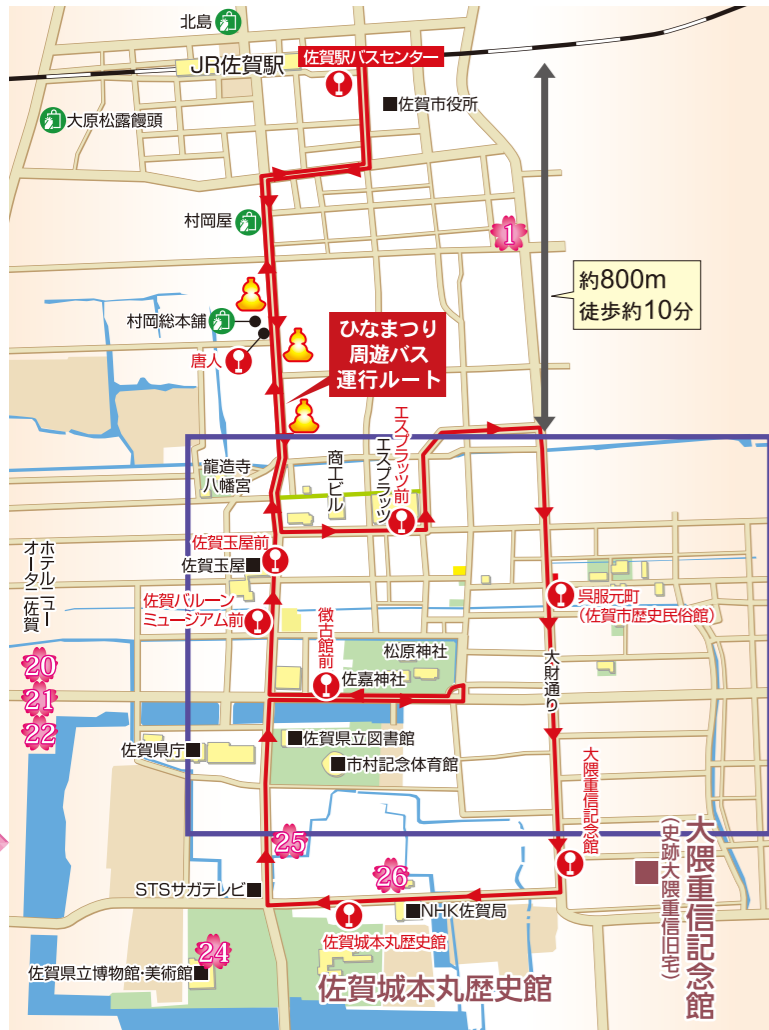 北島
JR佐賀駅
佐賀駅バスセンター
佐賀市役所
大原松露饅頭
村岡屋
1
約800m
徒歩約10分
村岡総本舗
唐人
ひなまつり
周遊バス
運行ルート
龍造寺
八幡宮
商工ビル
エスプラッツ
エスプラッツ前
佐賀玉屋前
佐賀玉屋
ホテルニュー
オータニ佐賀
佐賀バルーン
ミュージアム前
徴古館前
松原神社
佐嘉神社
呉服元町
(佐賀市歴史民俗館)
大財通り
20
21
22
佐賀県庁
佐賀県立図書館
市村記念体育館
大隈重信記念館
25
26
大隈重信記念館
(史跡大隈重信旧宅)
STSサガテレビ
NHK佐賀局
佐賀城本丸歴史館
24
佐賀県立博物館・美術館
佐賀城本丸歴史館